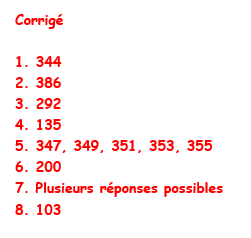 Corrigé
1. 344
2. 386
3. 292
4. 135
5. 347, 349, 351, 353, 355
6. 200
7. Plusieurs réponses possibles
8. 103